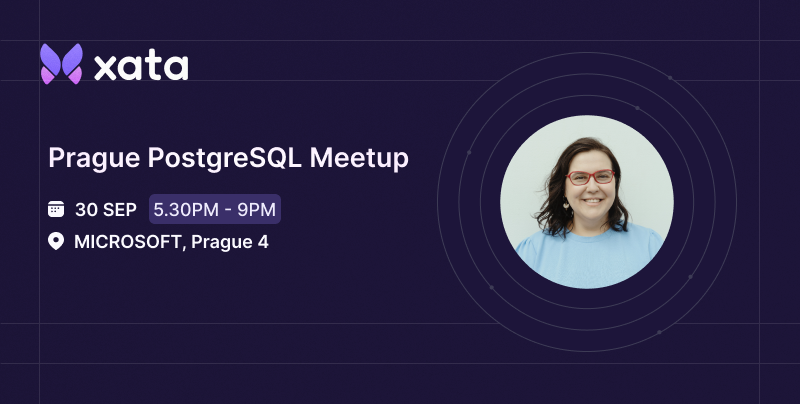 xata
Prague PostgreSQL Meetup
30 SEP 5.30PM - 9PM
MICROSOFT, Prague 4